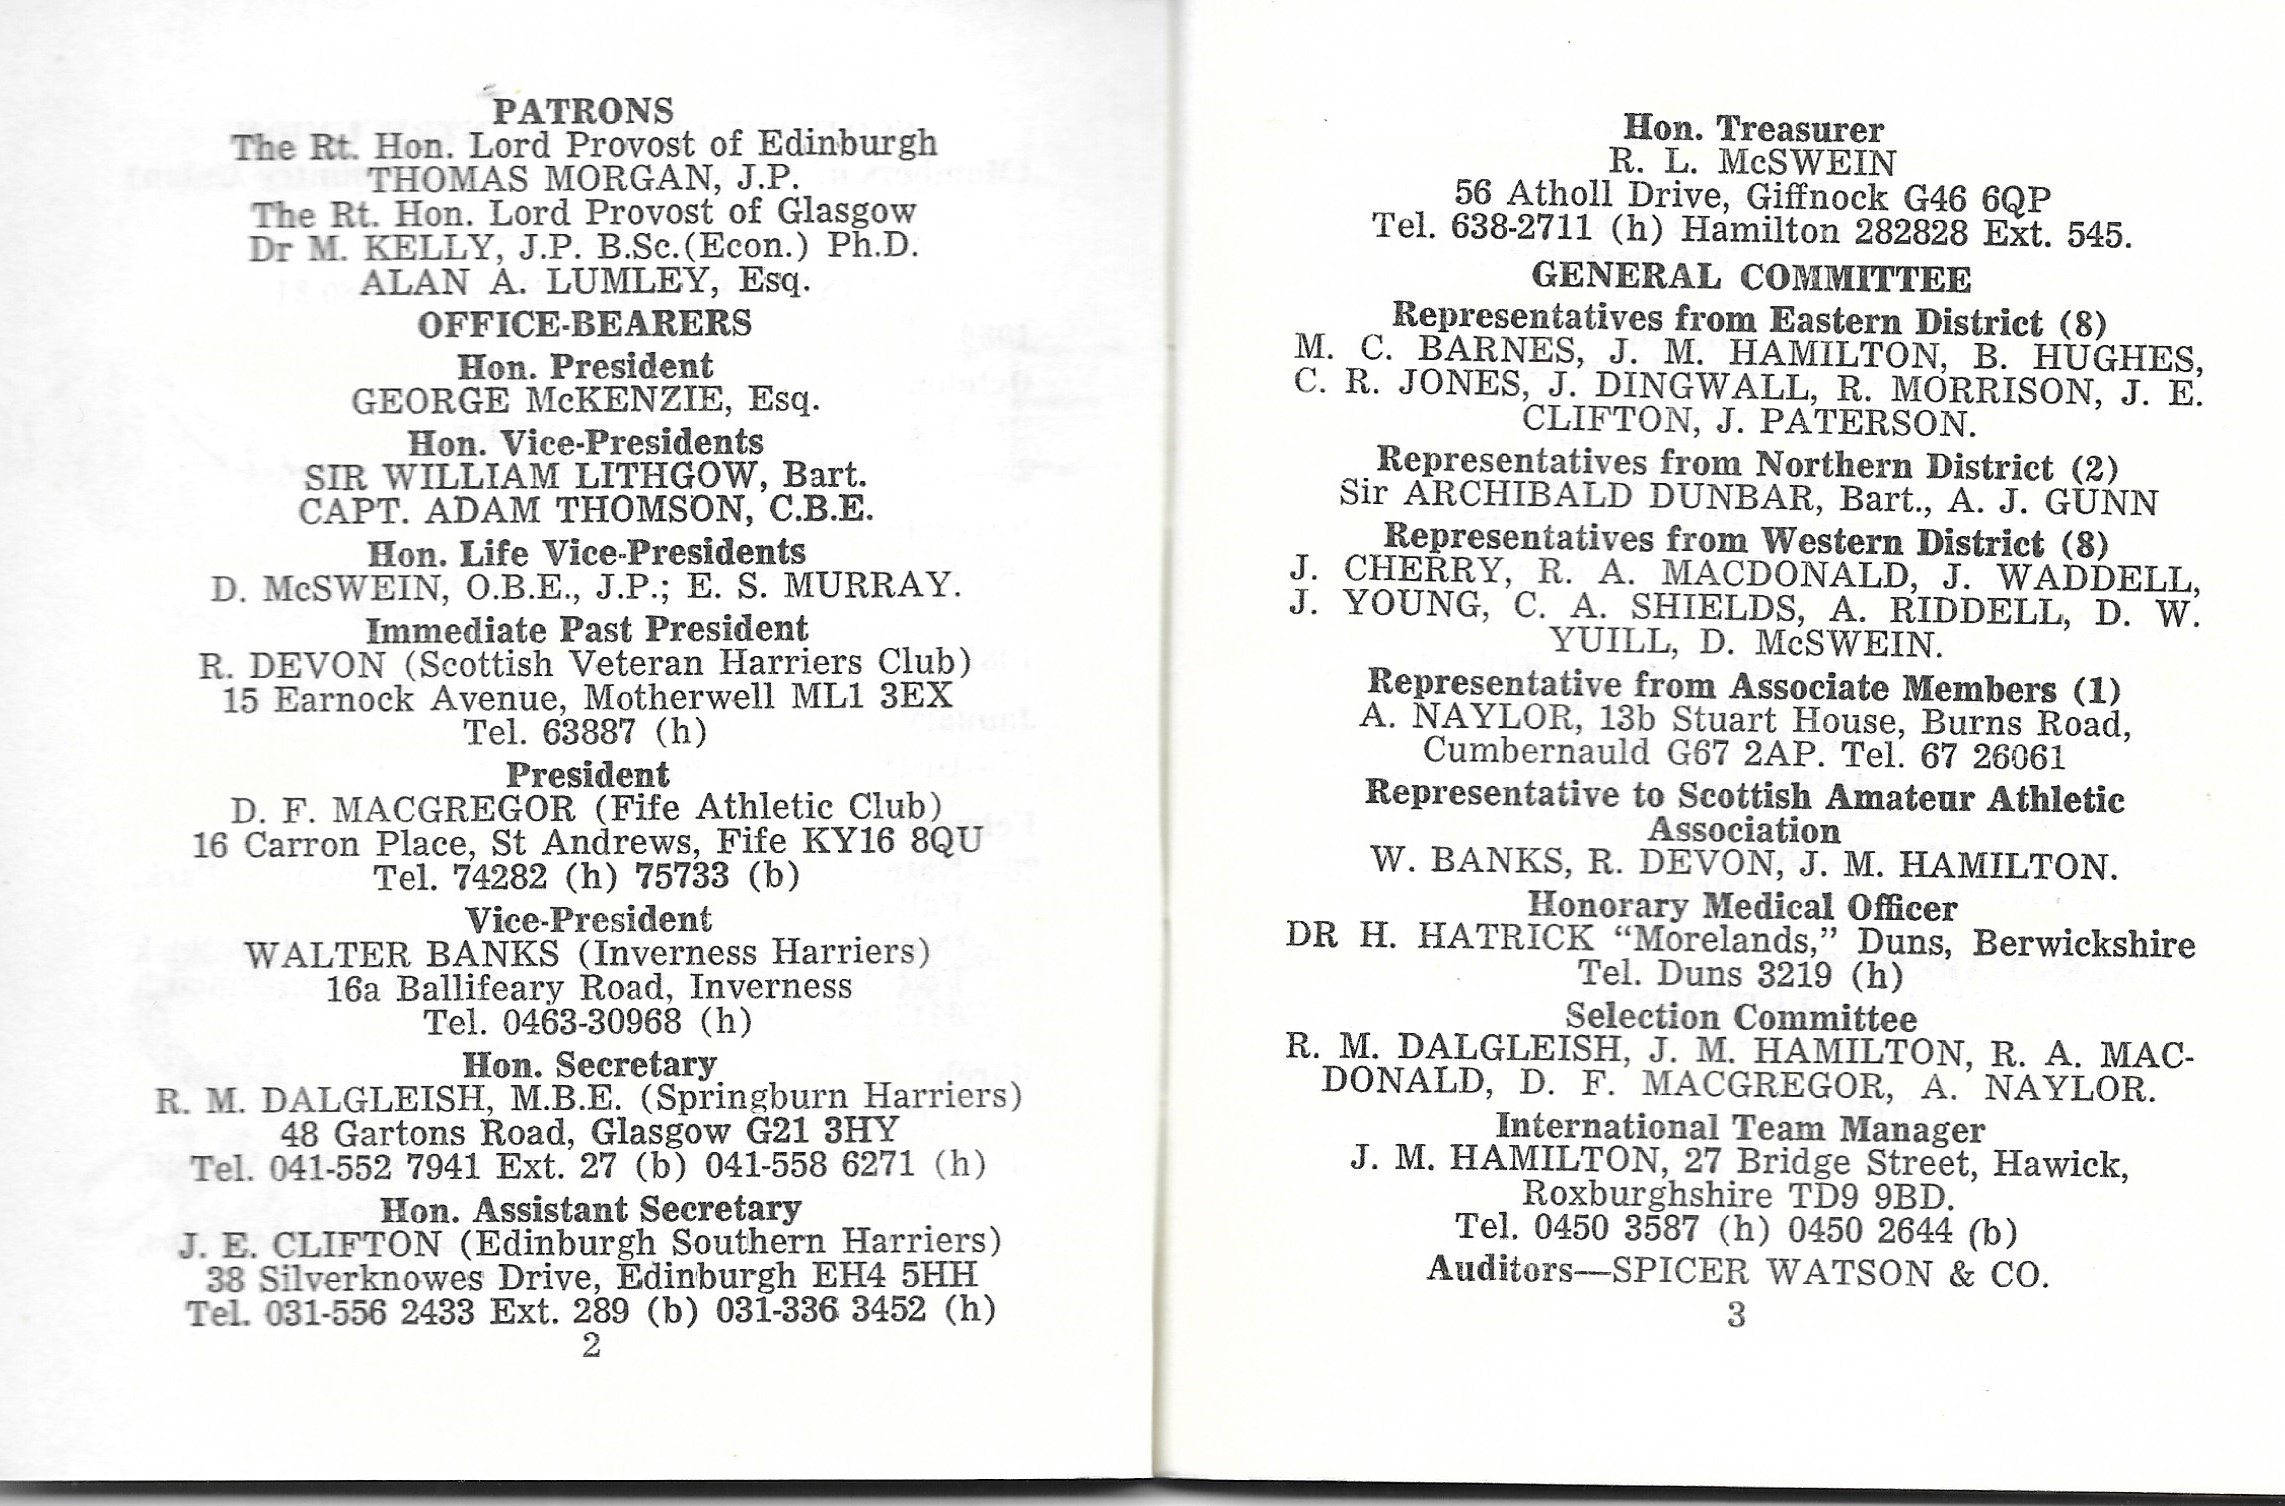 PATRONS
The Rt. Hon. Lord Provost of Edinburgh
THOMAS MORGAN, J.P.
The Rt. Hon. Lord Provost of Glasgow
Dr M. KELLY, J.P. B.Sc.(Econ.) Ph.D.
ALAN A. LUMLEY, Esq.
OFFICE-BEARERS
Hon. President
GEORGE McKENZIE, Esq.
Hon. Vice-Presidents
SIR WILLIAM LITHGOW, Bart.
CAPT. ADAM THOMSON, C.B.E.
Hon. Life Vice-Presidents
D. McSWEIN, O.B.E., J.P.; E. S. MURRAY.
Immediate Past President
R. DEVON (Scottish Veteran Harriers Club)
15 Earnock Avenue, Motherwell ML1 3EX
Tel. 63887 (h)
President
D. F. MACGREGOR (Fife Athletic Club)
16 Carron Place, St Andrews, Fife KY16 8QU
Tel. 74282 (h) 75733 (b)
Vice-President
WALTER BANKS (Inverness Harriers)
16a Ballifeary Road, Inverness
Tel. 0463-30968 (h)
Hon. Secretary
R. M. DALGLEISH, M.B.E. (Springburn Harriers)
48 Gartons Road, Glasgow G21 3HY
Tel. 041-552 7941 Ext. 27 (b) 041-558 6271 (h)
Hon. Assistant Secretary
J. E. CLIFTON (Edinburgh Southern Harriers)
38 Silverknowes Drive, Edinburgh EH4 5HH
Tel. 031-556 2433 Ext. 289 (b) 031-336 3452 (h)
2
Hon. Treasurer
R. L. McSWEIN
56 Atholl Drive, Giffnock G46 6QP
Tel. 638-2711 (h) Hamilton 282828 Ext. 545.
GENERAL COMMITTEE
Representatives from Eastern District (8)
M. C. BARNES, J. M. HAMILTON, B. HUGHES,
C. R. JONES, J. DINGWALL, R. MORRISON, J. E.
CLIFTON, J. PATERSON.
Representatives from Northern District (2)
Sir ARCHIBALD DUNBAR, Bart., A. J. GUNN
Representatives from Western District (8)
J. CHERRY, R. A. MACDONALD, J. WADDELL,
J. YOUNG, C. A. SHIELDS, A. RIDDELL, D. W.
YUILL, D. McSWEIN.
Representative from Associate Members (1)
A. NAYLOR, 13b Stuart House, Burns Road,
Cumbernauld G67 2AP. Tel. 67 26061
Representative to Scottish Amateur Athletic
Association
W. BANKS, R. DEVON, J. M. HAMILTON.
Honorary Medical Officer
DR H. HATRICK “Morelands,” Duns, Berwickshire
Tel. Duns 3219 (h)
Selection Committee
R. M. DALGLEISH, J. M. HAMILTON, R. A. MAC-
DONALD, D. F. MACGREGOR, A. NAYLOR.
International Team Manager
J. M. HAMILTON, 27 Bridge Street, Hawick,
Roxburghshire TD9 9BD.
Tel. 0450 3587 (h) 0450 2644 (b)
Auditors—SPICER WATSON & CO.
3